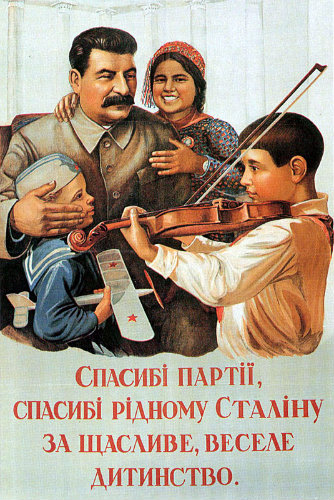 Спасибі партії,
спасибі рідному Сталіну
за щасливе, веселе
дитинство.